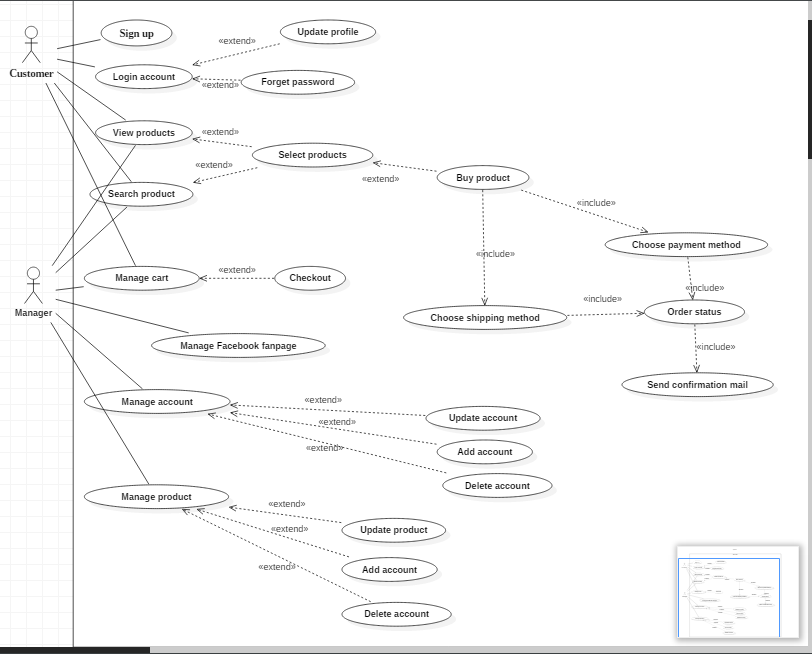 Sign up
Update profile
«extend»
Customer
Login account
«extend»
Forget password
View products
«extend»
Select products
«extend»
Buy product
«extend»
Search product
«include»
Choose payment method
«include»
Manage cart
«extend»
Checkout
«include»
Manager
Choose shipping method
«include»
Order status
Manage Facebook fanpage
«include»
Send confirmation mail
Manage account
«extend»
Update account
«extend»
Add account
«extend»
Delete account
Manage product
«extend»
Update product
«extend»
Add account
«extend»
Delete account